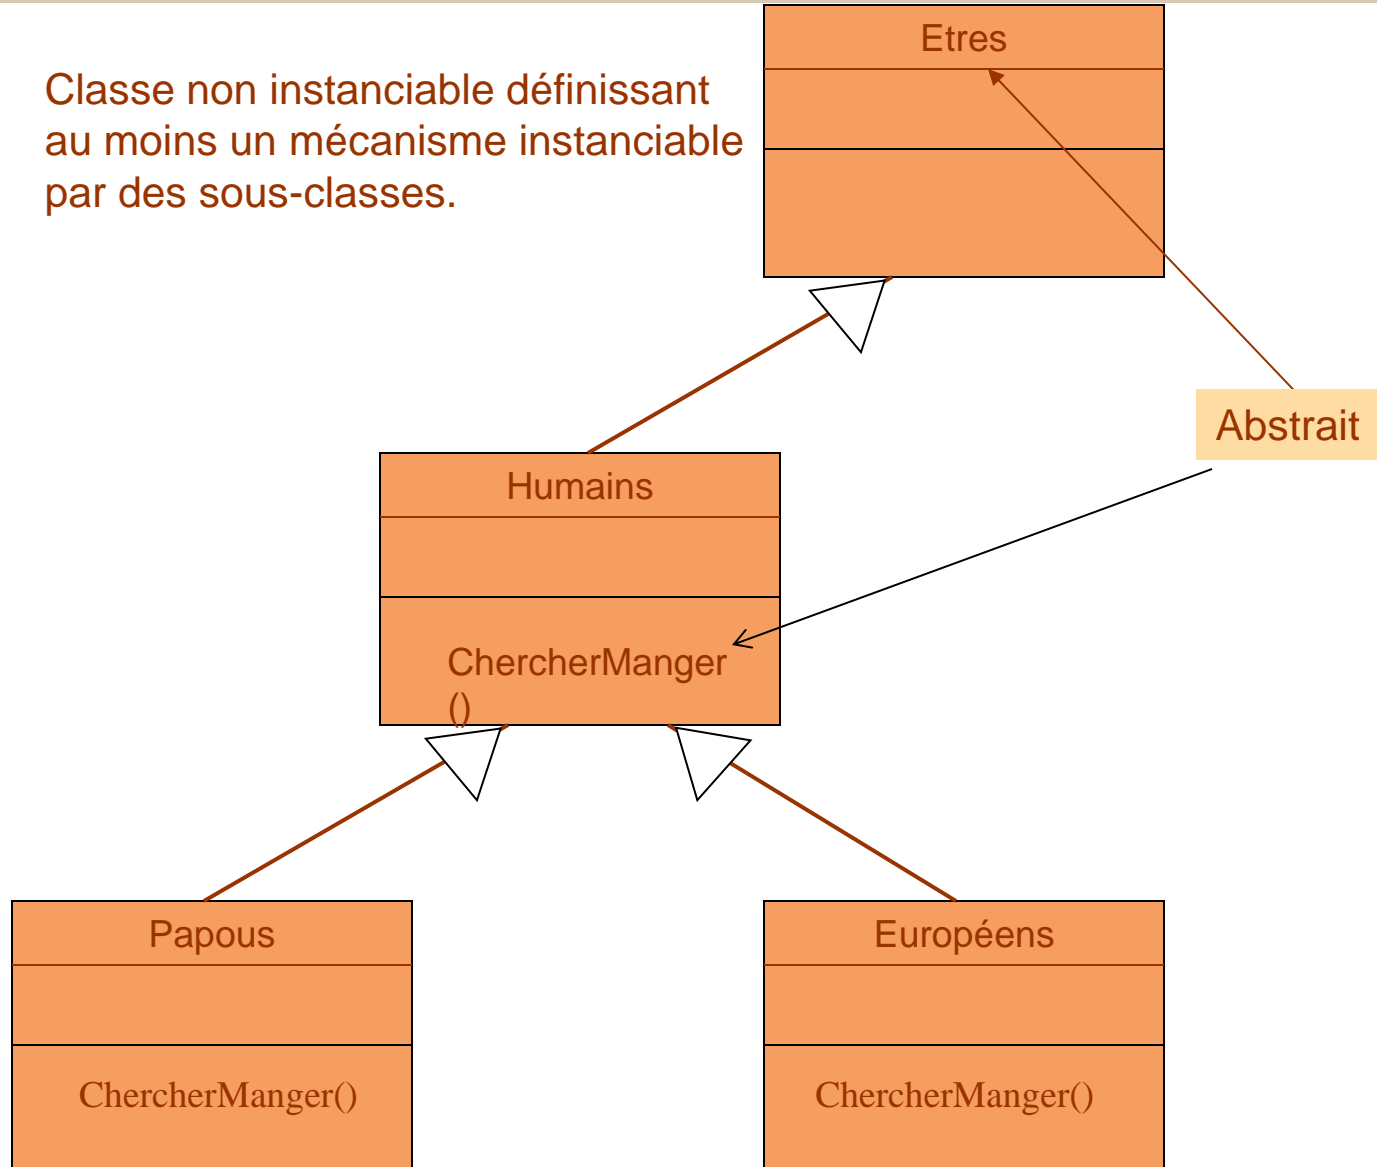 Etres
Classe non instanciable définissant
au moins un mécanisme instanciable
par des sous-classes.
Abstrait
Humains
ChercherManger
()
Papous
Européens
ChercherManger()
ChercherManger()